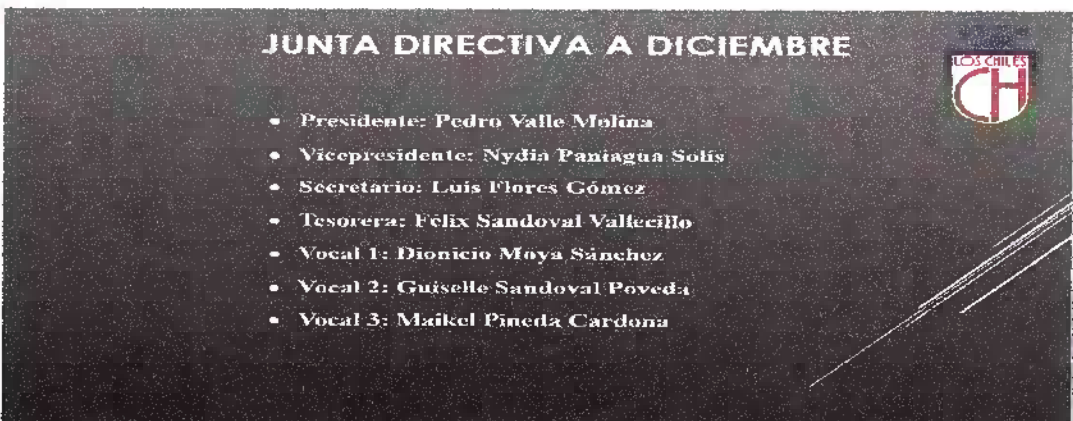 JUNTA DIRECTIVA A DICIEMBRE
LOS CHILES
CH
• Presidente: Pedro Valle Molina
• Vicepresidente: Nydia Paniagua Solís
• Secretario: Luis Flores Gómez
• Tesorera: Felix Sandoval Vallecillo
• Vocal 1: Dionicio Moya Sánchez
• Vocal 2: Guiselle Sandoval Poveda
• Vocal 3: Maikel Pineda Cardona